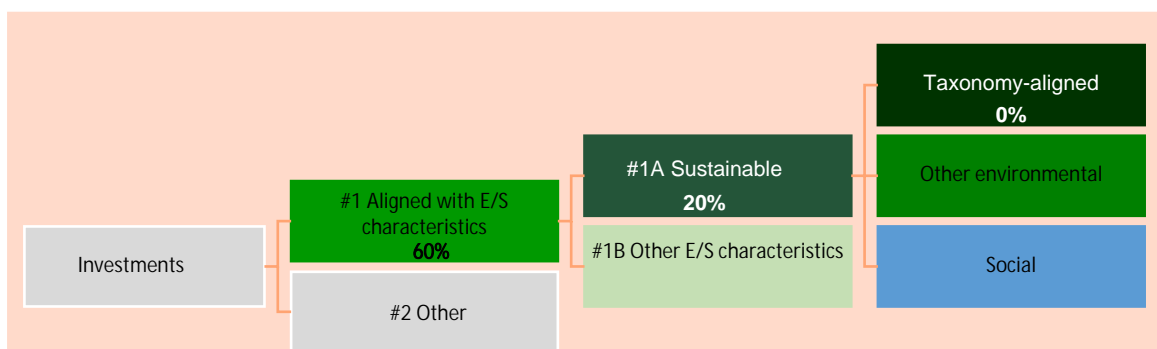 Investments
#1 Aligned with E/S
characteristics
60%
#2 Other
#1A Sustainable
20%
#1B Other E/S characteristics
Taxonomy-aligned
0%
Other environmental
Social